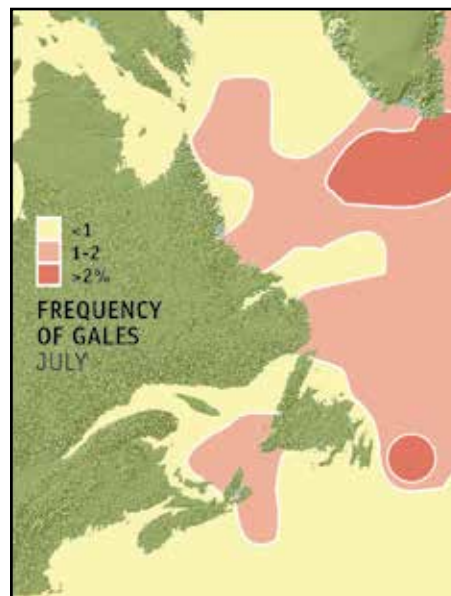 <1
1-2
>2%
FREQUENCY
OF GALES
JULY